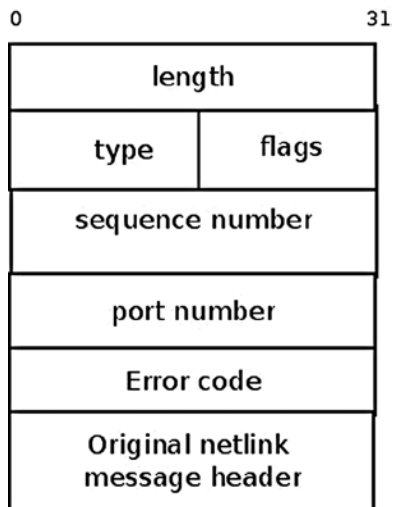 0 31
length
type flags
sequence number
port number
Error code
Original netlink
message header